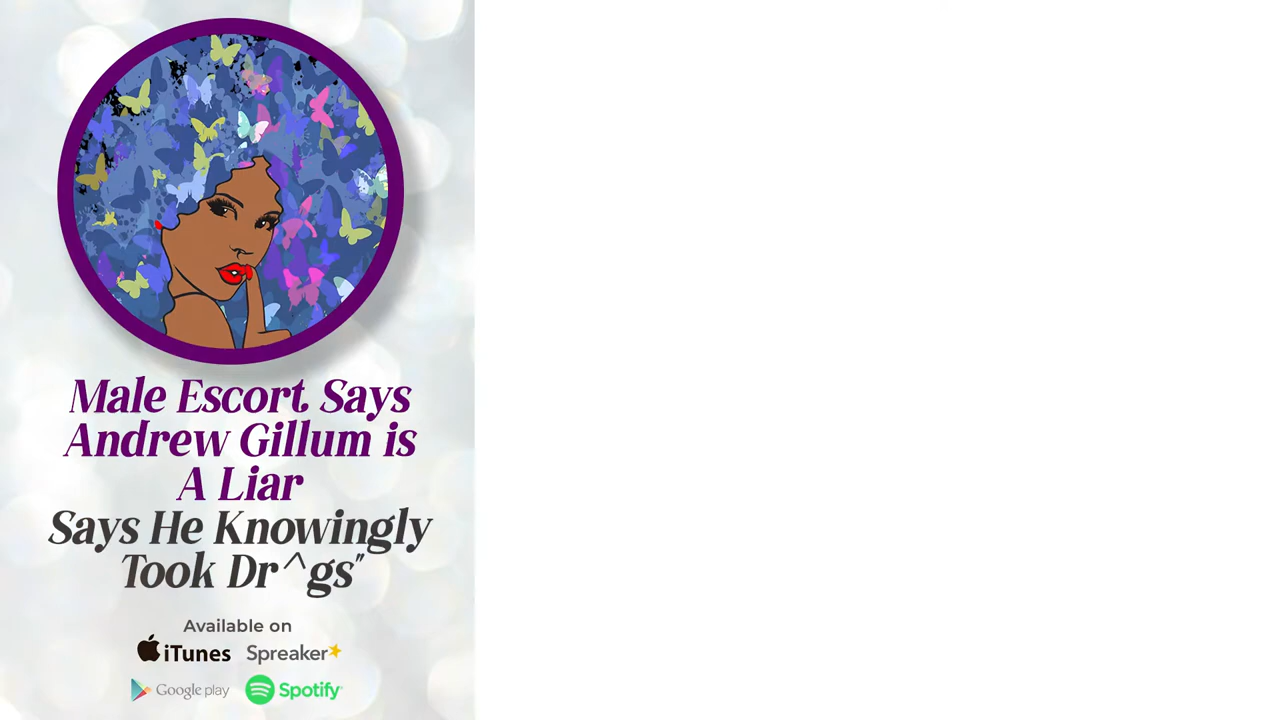 Male Escort Says
Andrew Gillum is
A Liar
Says He Knowingly
Took Dr^gs"
Available on
iTunes Spreaker
Google play Spotify